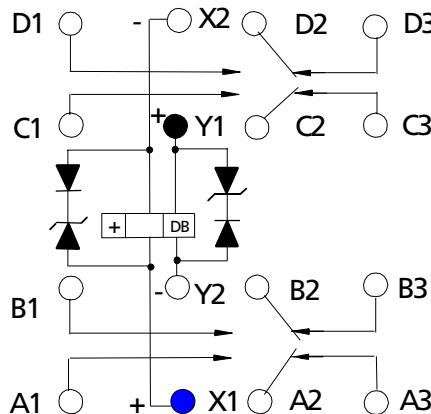 D1 - X2 D2 D3
C1 + Y1 C2 C3
+ DB
B1 - Y2 B2 B3
A1 + X1 A2 A3